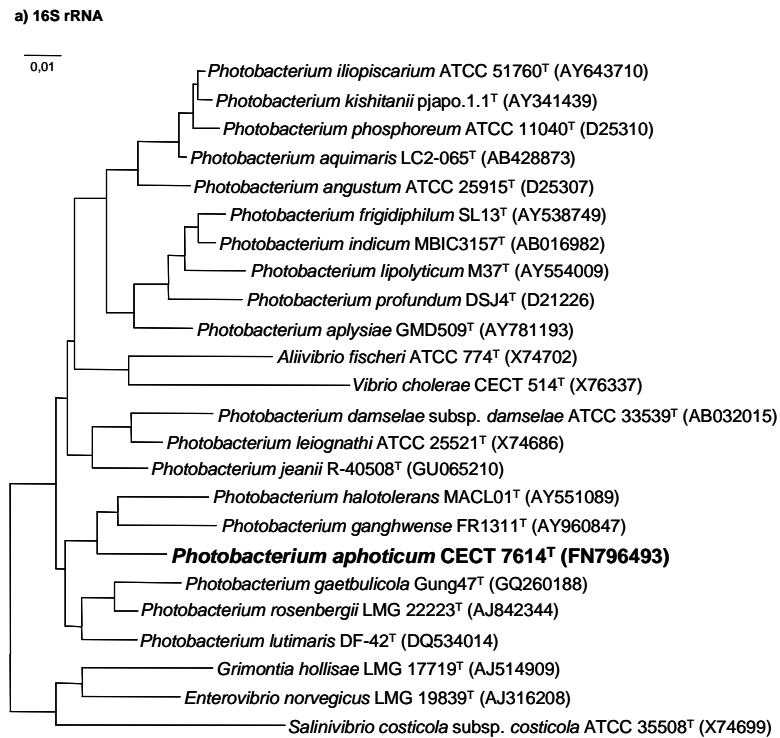 a) 16S rRNA
0,01
Photobacterium iliopiscarium ATCC 51760ᵀ (AY643710)
Photobacterium kishitanii pjapo.1.1ᵀ (AY341439)
Photobacterium phosphoreum ATCC 11040ᵀ (D25310)
Photobacterium aquimaris LC2-065ᵀ (AB428873)
Photobacterium angustum ATCC 25915ᵀ (D25307)
Photobacterium frigidiphilum SL13ᵀ (AY538749)
Photobacterium indicum MBIC3157ᵀ (AB016982)
Photobacterium lipolyticum M37ᵀ (AY554009)
Photobacterium profundum DSJ4ᵀ (D21226)
Photobacterium aplysiae GMD509ᵀ (AY781193)
Aliivibrio fischeri ATCC 774ᵀ (X74702)
Vibrio cholerae CECT 514ᵀ (X76337)
Photobacterium damselae subsp. damselae ATCC 33539ᵀ (AB032015)
Photobacterium leiognathi ATCC 25521ᵀ (X74686)
Photobacterium jeanii R-40508ᵀ (GU065210)
Photobacterium halotolerans MACL01ᵀ (AY551089)
Photobacterium ganghwense FR1311ᵀ (AY960847)
Photobacterium aphoticum CECT 7614ᵀ (FN796493)
Photobacterium gaetbulicola Gung47ᵀ (GQ260188)
Photobacterium rosenbergii LMG 22223ᵀ (AJ842344)
Photobacterium lutimaris DF-42ᵀ (DQ534014)
Grimontia hollisae LMG 17719ᵀ (AJ514909)
Enterovibrio norvegicus LMG 19839ᵀ (AJ316208)
Salinivibrio costicola subsp. costicola ATCC 35508ᵀ (X74699)